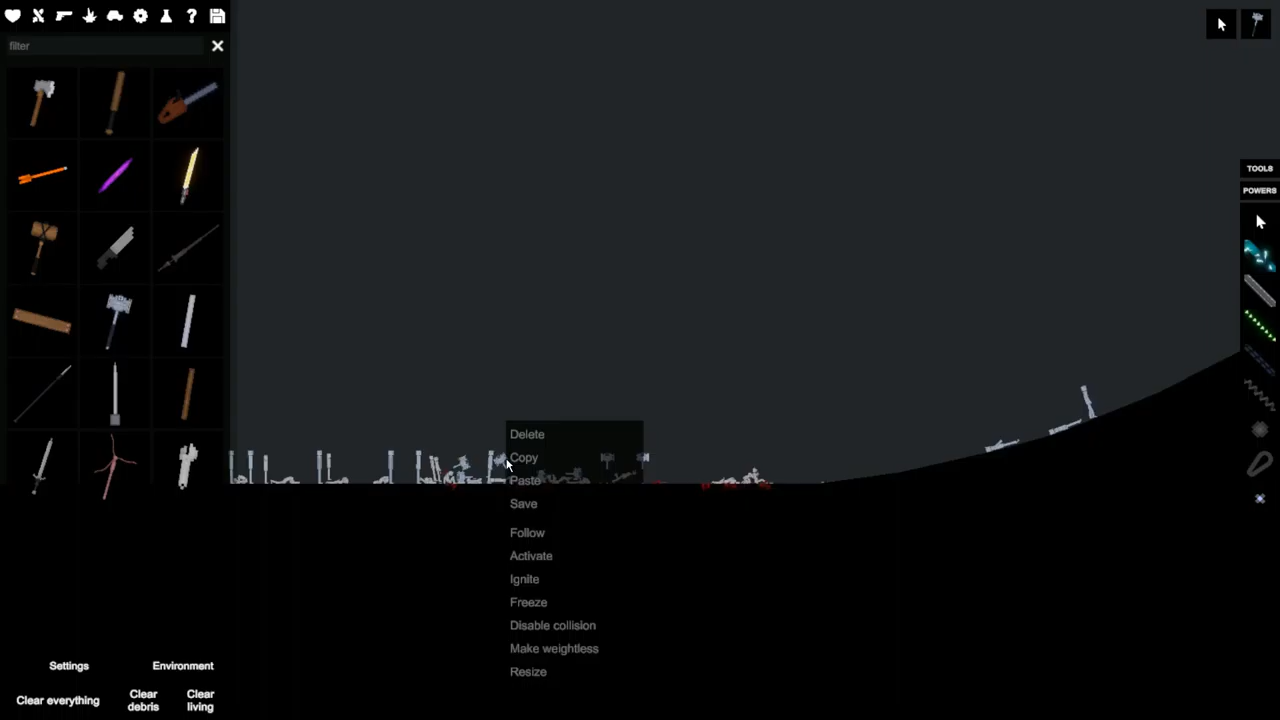 filter
TOOLS
POWERS
Delete
Copy
Paste
Save
Follow
Activate
Ignite
Freeze
Disable collision
Make weightless
Resize
Settings
Environment
Clear everything
Clear
debris
Clear
living